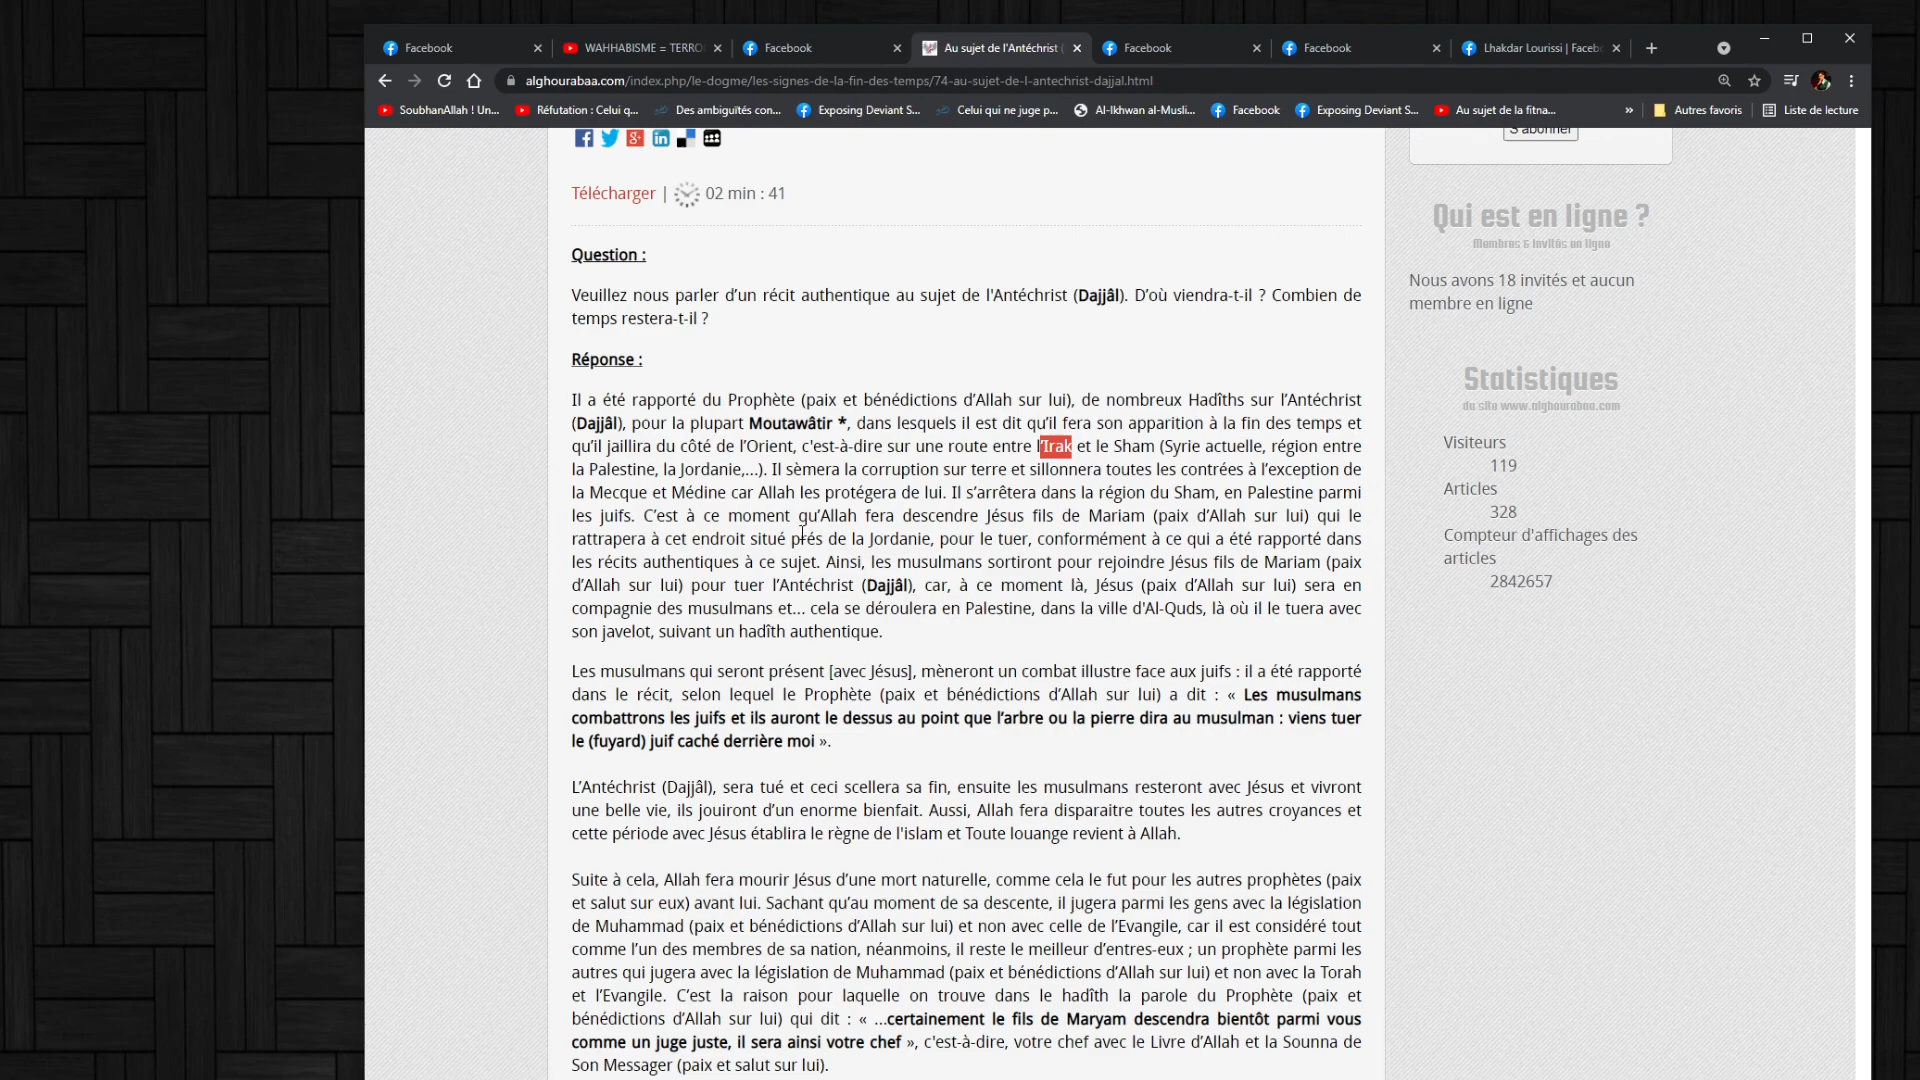 Facebook
WAHHABISME = TERRO
Facebook
Au sujet de l'Antéchrist (
Facebook
Facebook
Lhakdar Lourissi | Faceb
alghourabaa.com/index.php/le-dogme/les-signes-de-la-fin-des-temps/74-au-sujet-de-l-antechrist-dajjal.html
SoubhanAllah ! Un...
Réfutation : Celui q...
Des ambiguïtés con...
Exposing Deviant S...
Celui qui ne juge p...
Al-Ikhwan al-Musli...
Facebook
Exposing Deviant S...
Au sujet de la fitna...
»
Autres favoris
Liste de lecture
S'abonner
Télécharger | 02 min : 41
Question :
Veuillez nous parler d’un récit authentique au sujet de l'Antéchrist (Dajjâl). D’où viendra-t-il ? Combien de
temps restera-t-il ?
Réponse :
Il a été rapporté du Prophète (paix et bénédictions d’Allah sur lui), de nombreux Hadîths sur l’Antéchrist
(Dajjâl), pour la plupart Moutawâtir *, dans lesquels il est dit qu’il fera son apparition à la fin des temps et
qu’il jaillira du côté de l’Orient, c'est-à-dire sur une route entre l’Irak et le Sham (Syrie actuelle, région entre
la Palestine, la Jordanie,...). Il sèmera la corruption sur terre et sillonnera toutes les contrées à l’exception de
la Mecque et Médine car Allah les protégera de lui. Il s’arrêtera dans la région du Sham, en Palestine parmi
les juifs. C’est à ce moment qu’Allah fera descendre Jésus fils de Mariam (paix d’Allah sur lui) qui le
rattrapera à cet endroit situé prés de la Jordanie, pour le tuer, conformément à ce qui a été rapporté dans
les récits authentiques à ce sujet. Ainsi, les musulmans sortiront pour rejoindre Jésus fils de Mariam (paix
d’Allah sur lui) pour tuer l’Antéchrist (Dajjâl), car, à ce moment là, Jésus (paix d’Allah sur lui) sera en
compagnie des musulmans et... cela se déroulera en Palestine, dans la ville d'Al-Quds, là où il le tuera avec
son javelot, suivant un hadîth authentique.
Les musulmans qui seront présent [avec Jésus], mèneront un combat illustre face aux juifs : il a été rapporté
dans le récit, selon lequel le Prophète (paix et bénédictions d’Allah sur lui) a dit : « Les musulmans
combattrons les juifs et ils auront le dessus au point que l’arbre ou la pierre dira au musulman : viens tuer
le (fuyard) juif caché derrière moi ».
L’Antéchrist (Dajjâl), sera tué et ceci scellera sa fin, ensuite les musulmans resteront avec Jésus et vivront
une belle vie, ils jouiront d’un enorme bienfait. Aussi, Allah fera disparaitre toutes les autres croyances et
cette période avec Jésus établira le règne de l'islam et Toute louange revient à Allah.
Suite à cela, Allah fera mourir Jésus d’une mort naturelle, comme cela le fut pour les autres prophètes (paix
et salut sur eux) avant lui. Sachant qu’au moment de sa descente, il jugera parmi les gens avec la législation
de Muhammad (paix et bénédictions d’Allah sur lui) et non avec celle de l’Evangile, car il est considéré tout
comme l’un des membres de sa nation, néanmoins, il reste le meilleur d’entres-eux ; un prophète parmi les
autres qui jugera avec la législation de Muhammad (paix et bénédictions d’Allah sur lui) et non avec la Torah
et l’Evangile. C’est la raison pour laquelle on trouve dans le hadîth la parole du Prophète (paix et
bénédictions d’Allah sur lui) qui dit : « ...certainement le fils de Maryam descendra bientôt parmi vous
comme un juge juste, il sera ainsi votre chef », c'est-à-dire, votre chef avec le Livre d’Allah et la Sounna de
Son Messager (paix et salut sur lui).
Qui est en ligne ?
Membres & Invités en ligne
Nous avons 18 invités et aucun
membre en ligne
Statistiques
du site www.alghourabaa.com
Visiteurs
119
Articles
328
Compteur d'affichages des
articles
2842657